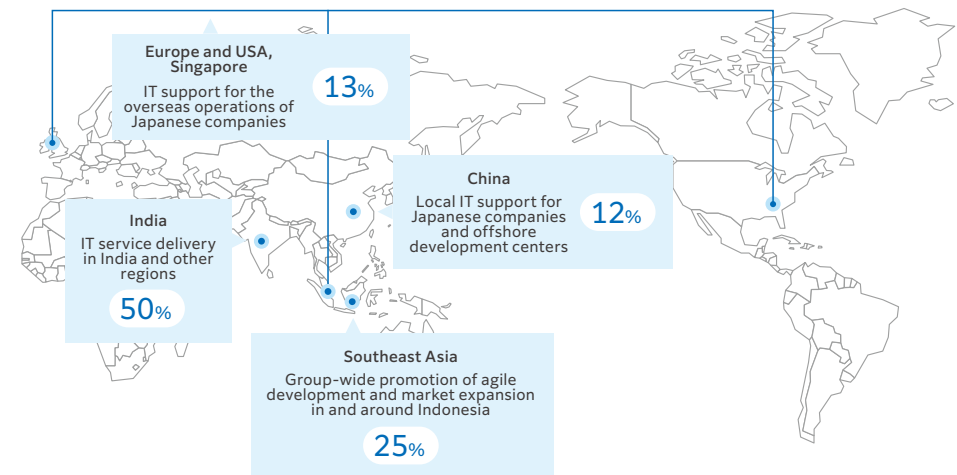 Europe and USA,
Singapore
IT support for the
overseas operations of
Japanese companies
13%
China
Local IT support for
Japanese companies
and offshore
development centers
12%
India
IT service delivery
in India and other
regions
50%
Southeast Asia
Group-wide promotion of agile
development and market expansion
in and around Indonesia
25%